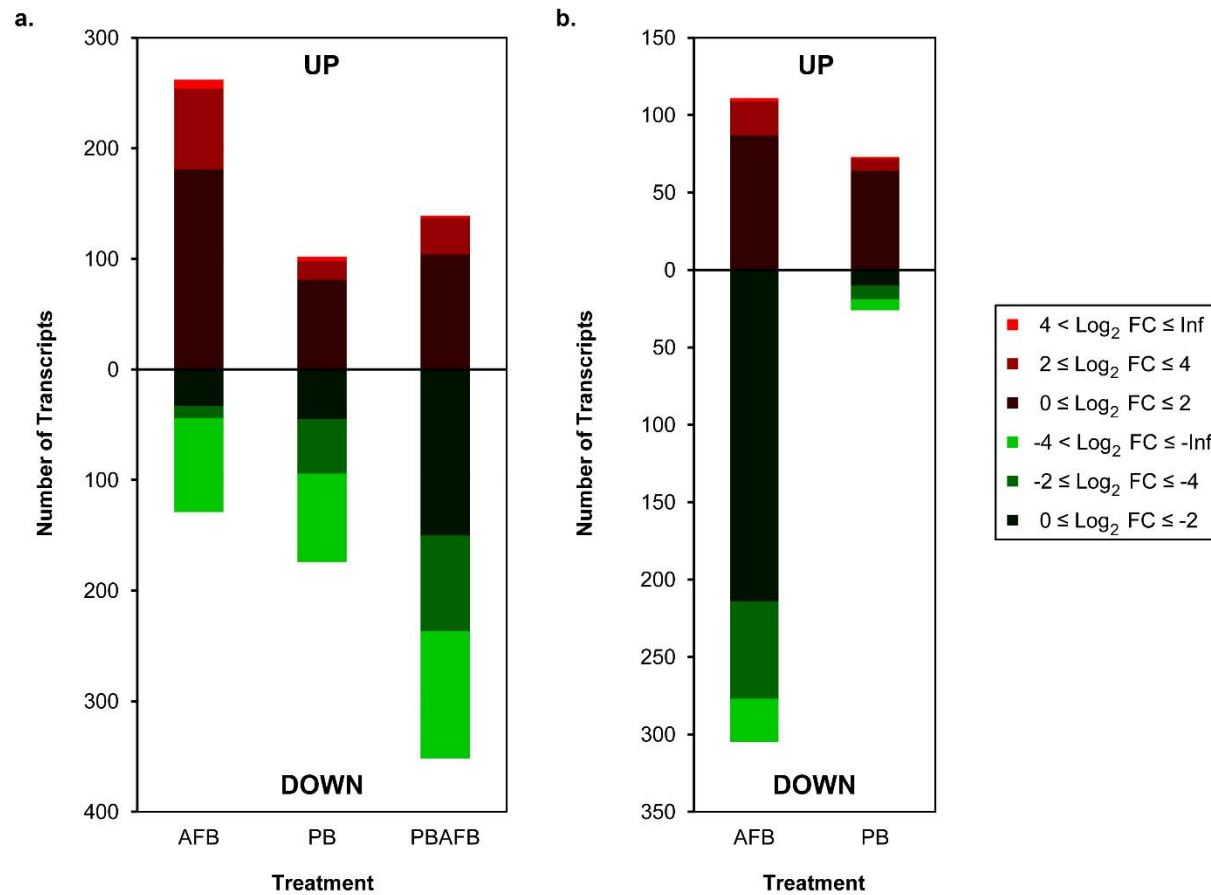 a.
300
UP
200
100
0
100
200
300
DOWN
400
Number of Transcripts
AFB PB PBAFB
Treatment
b.
150
UP
100
50
0
50
100
150
200
250
300
DOWN
350
Number of Transcripts
AFB PB
Treatment
4 < Log₂ FC ≤ Inf
2 ≤ Log₂ FC ≤ 4
0 ≤ Log₂ FC ≤ 2
-4 < Log₂ FC ≤ -Inf
-2 ≤ Log₂ FC ≤ -4
0 ≤ Log₂ FC ≤ -2